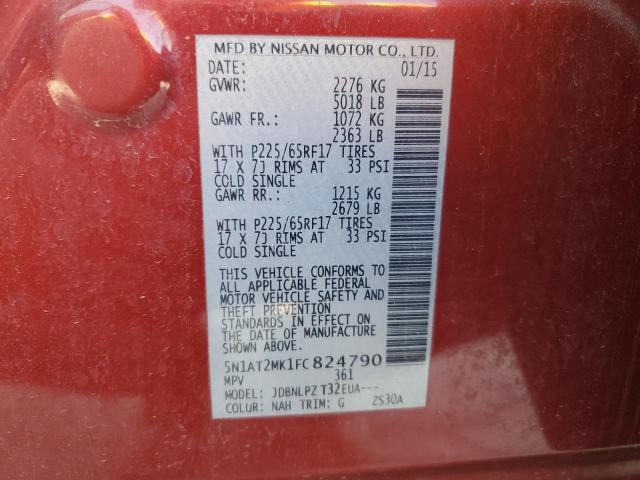 MFD BY NISSAN MOTOR CO., LTD.
DATE: 01/15
GVWR: 2276 KG
5018 LB
GAWR FR.: 1072 KG
2363 LB
WITH P225/65RF17 TIRES
17 X 7J RIMS AT 33 PSI
COLD SINGLE
GAWR RR.: 1215 KG
2679 LB
WITH P225/65RF17 TIRES
17 X 7J RIMS AT 33 PSI
COLD SINGLE
THIS VEHICLE CONFORMS TO
ALL APPLICABLE FEDERAL
MOTOR VEHICLE SAFETY AND
THEFT PREVENTION
STANDARDS IN EFFECT ON
THE DATE OF MANUFACTURE
SHOWN ABOVE.
5N1AT2MK1FC824790
MPV 361
MODEL: JDBNLPZ T32EUA---
COLOR: NAH TRIM: G ZS30A